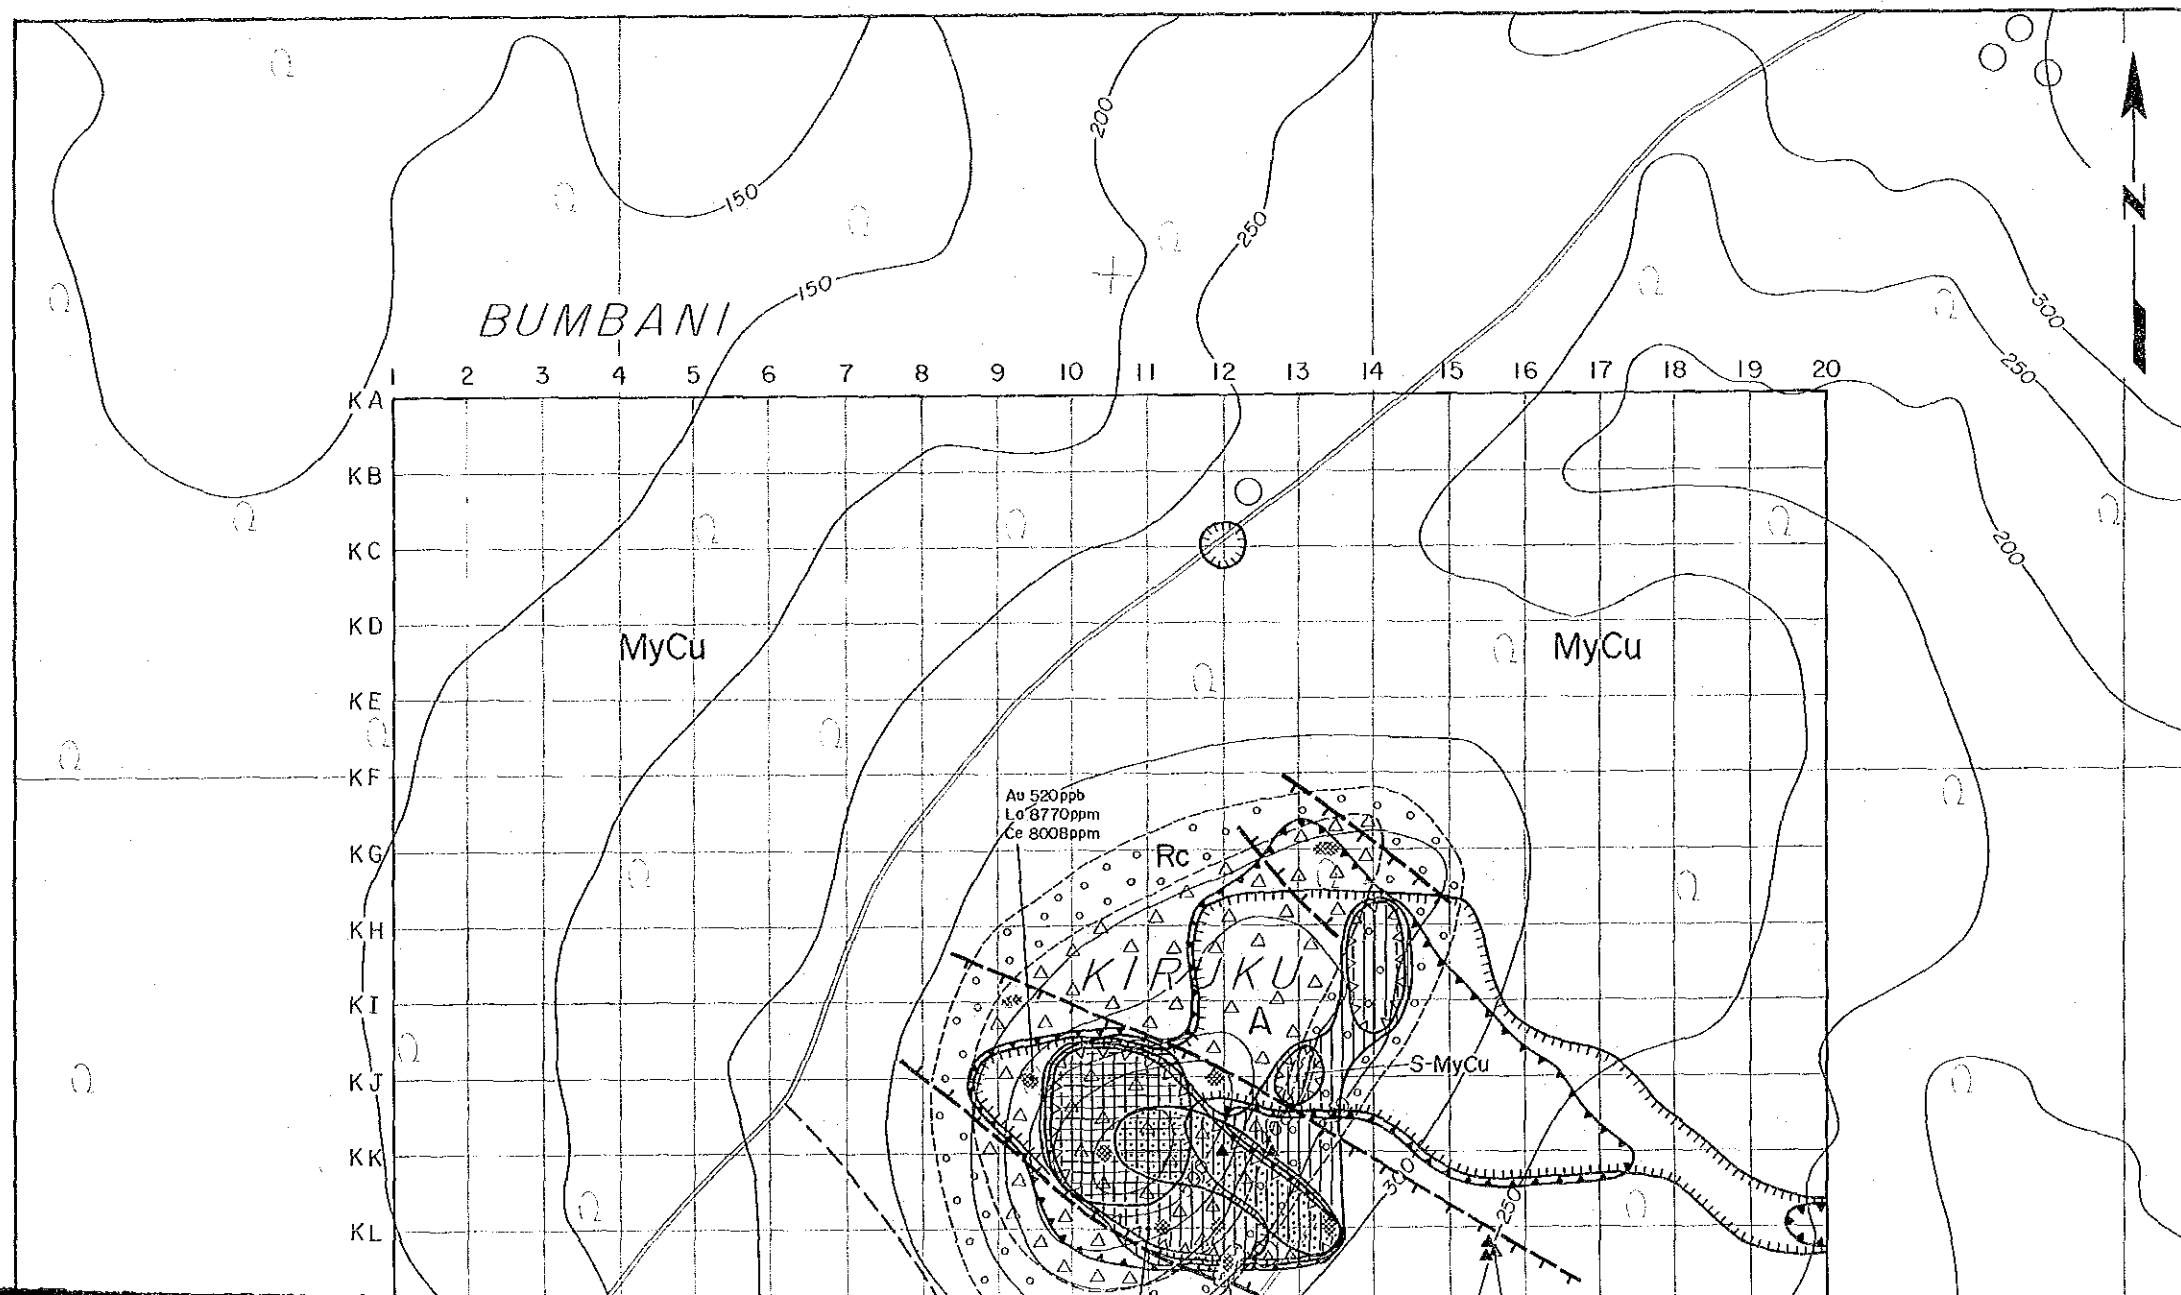 200
150
250
N
150
BUMBANI
300
250
1 2 3 4 5 6 7 8 9 10 11 12 13 14 15 16 17 18 19 20
KA
KB
KC
200
KD
MyCu MyCu
KE
KF
Au 520ppb
La 8770ppm
Ce 8008ppm
KG
Rc
KH
KIRUKU
KI
A
S-MyCu
KJ
KK
300
250
KL